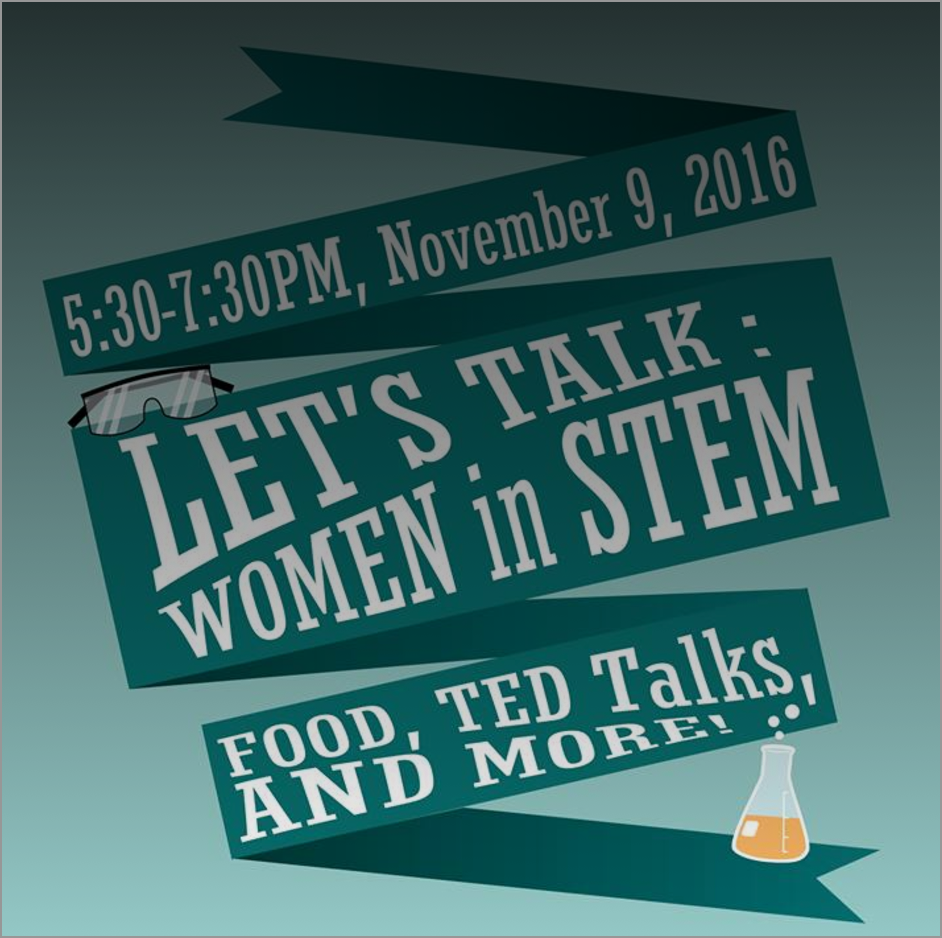 5:30-7:30PM, November 9, 2016
LET'S TALK :
WOMEN in STEM
FOOD, TED Talks,
AND MORE!